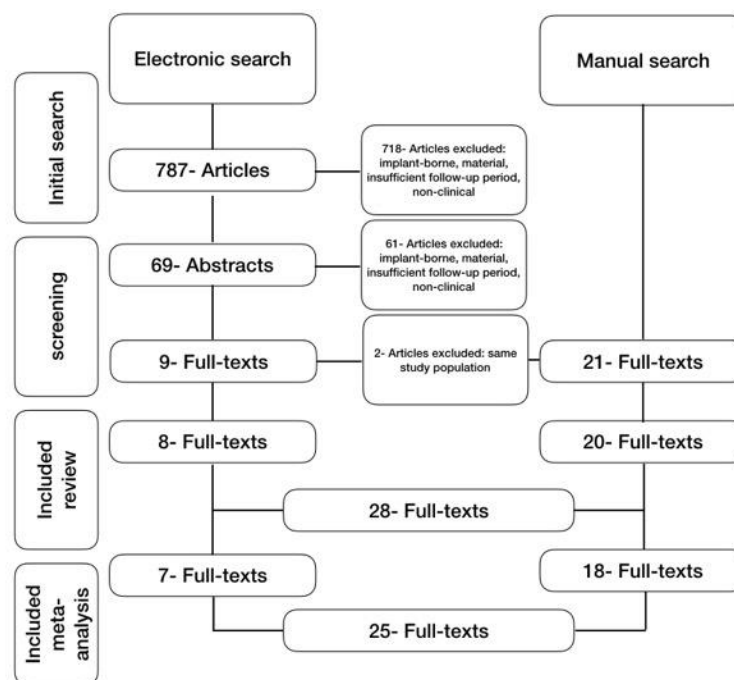 Electronic search
Manual search
Initial search
787- Articles
718- Articles excluded:
implant-borne, material,
insufficient follow-up period,
non-clinical
screening
69- Abstracts
61- Articles excluded:
implant-borne, material,
insufficient follow-up period,
non-clinical
9- Full-texts
2- Articles excluded: same
study population
21- Full-texts
Included
review
8- Full-texts
20- Full-texts
28- Full-texts
Included
meta-
analysis
7- Full-texts
18- Full-texts
25- Full-texts